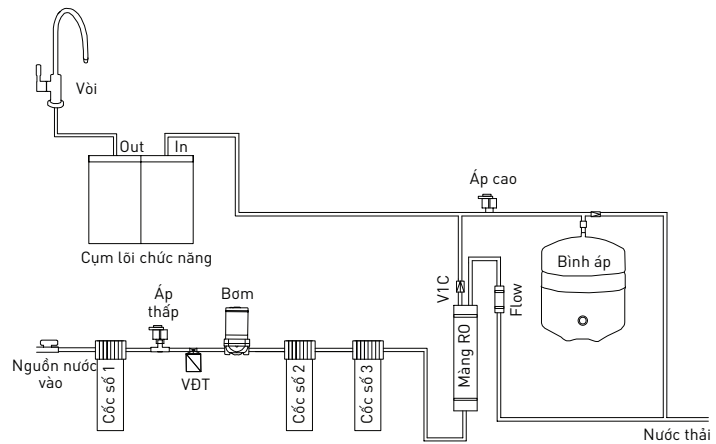 Vòi
Out
In
Áp cao
Cụm lõi chức năng
Bình áp
Áp
thấp
Bơm
V1C
Flow
Nguồn nước
vào
Cốc số 1
VĐT
Cốc số 2
Cốc số 3
Màng RO
Nước thải